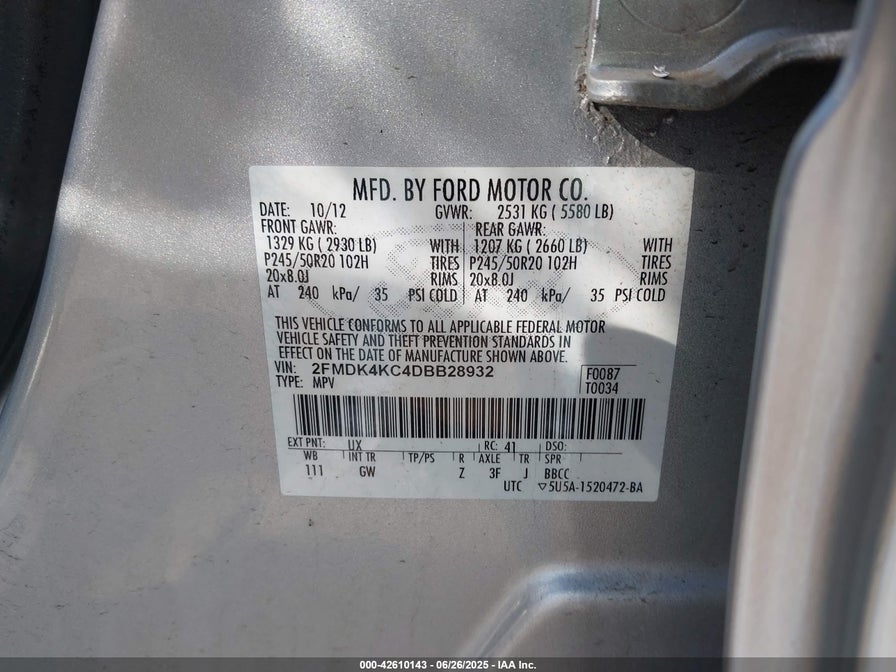 MFD. BY FORD MOTOR CO.
DATE: 10/12 GVWR: 2531 KG ( 5580 LB)
FRONT GAWR: REAR GAWR:
1329 KG ( 2930 LB) WITH 1207 KG ( 2660 LB) WITH
P245/50R20 102H TIRES P245/50R20 102H TIRES
20x8.0J RIMS 20x8.0J RIMS
AT 240 kPa/ 35 PSI COLD AT 240 kPa/ 35 PSI COLD
THIS VEHICLE CONFORMS TO ALL APPLICABLE FEDERAL MOTOR
VEHICLE SAFETY AND THEFT PREVENTION STANDARDS IN
EFFECT ON THE DATE OF MANUFACTURE SHOWN ABOVE.
VIN: 2FMDK4KC4DBB28932 F0087
TYPE: MPV T0034
EXT PNT: UX RC: 41 DSO:
WB INT TR TP/PS R AXLE TR SPR
111 GW Z 3F J BBCC
UTC ▽5U5A-1520472-BA
000-42610143 - 06/26/2025 - IAA Inc.